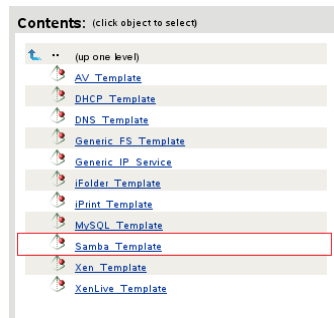 Contents: (click object to select)
.. (up one level)
AV Template
DHCP Template
DNS Template
Generic FS Template
Generic IP Service
iFolder Template
iPrint Template
MySQL Template
Samba Template
Xen Template
XenLive Template